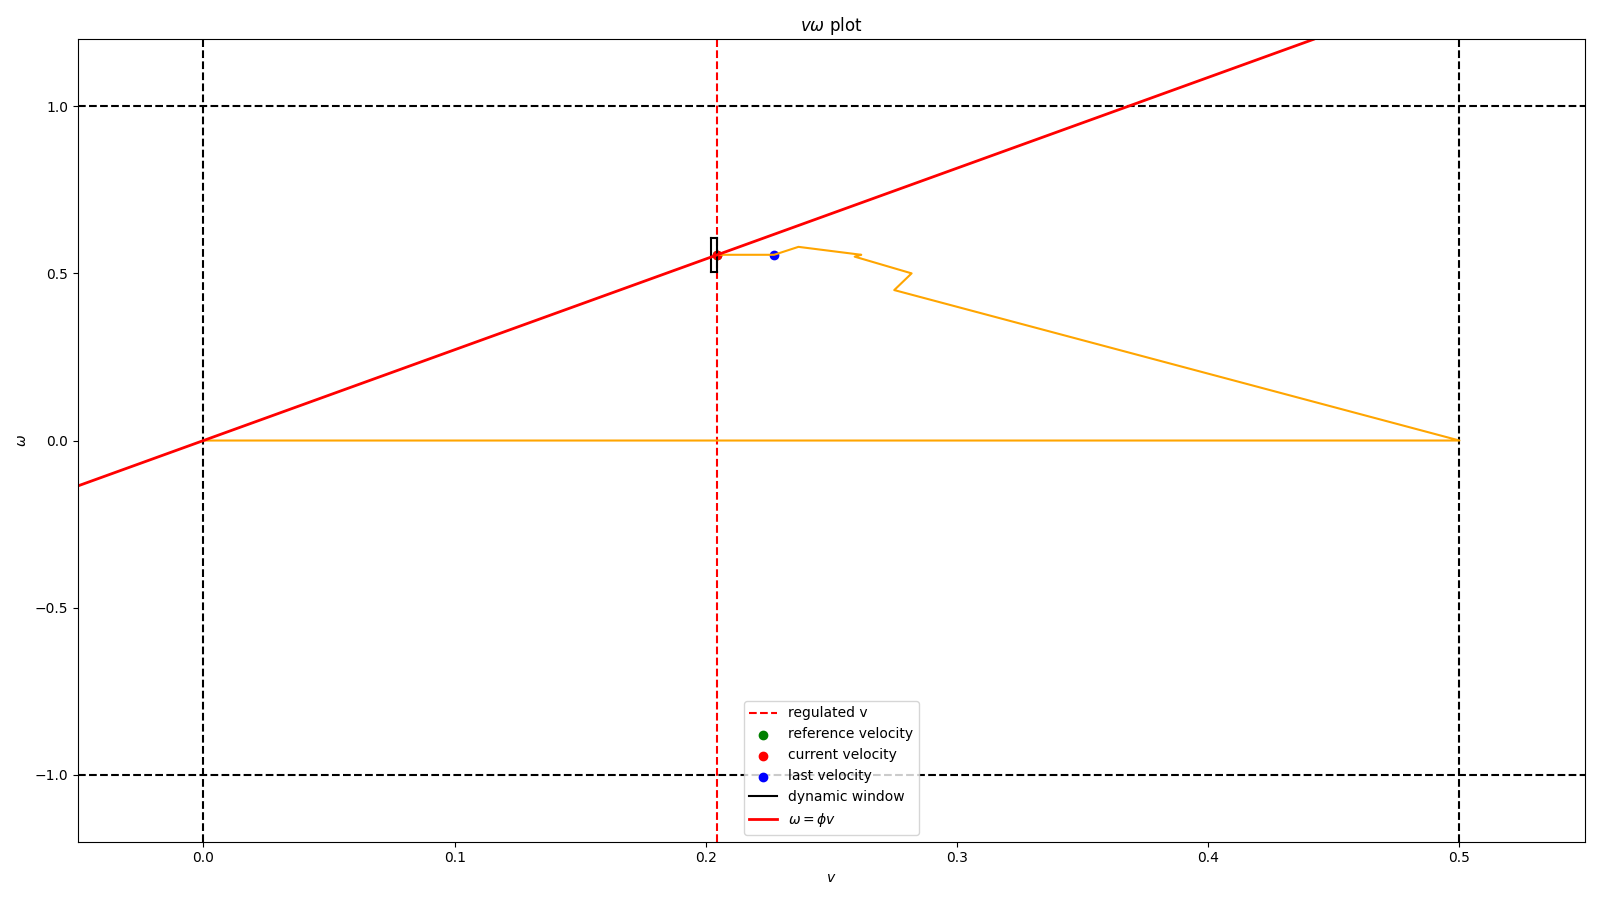 vω plot
1.0
0.5
0.0
−0.5
−1.0
ω
regulated v
reference velocity
current velocity
last velocity
dynamic window
ω = ϕv
0.0 0.1 0.2 0.3 0.4 0.5
v